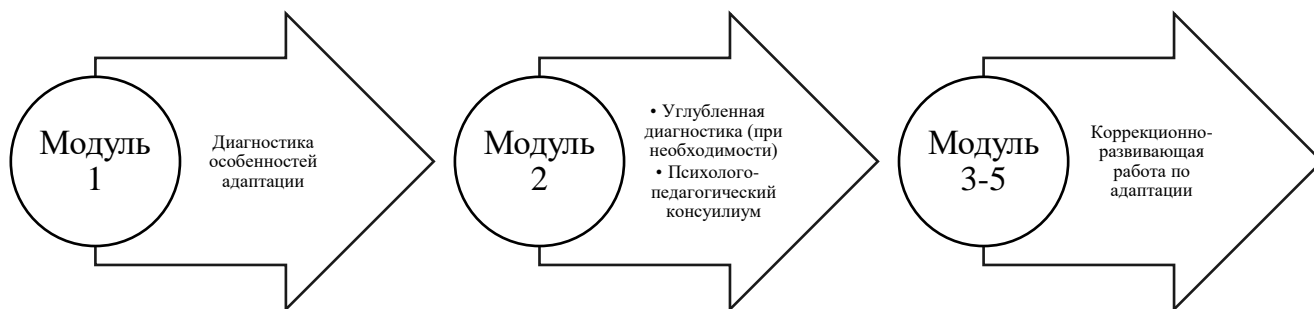 Модуль
1
Диагностика
особенностей
адаптации
Модуль
2
• Углубленная
диагностика (при
необходимости)
• Психолого-
педагогический
консуилиум
Модуль
3-5
Коррекционно-
развивающая
работа по
адаптации